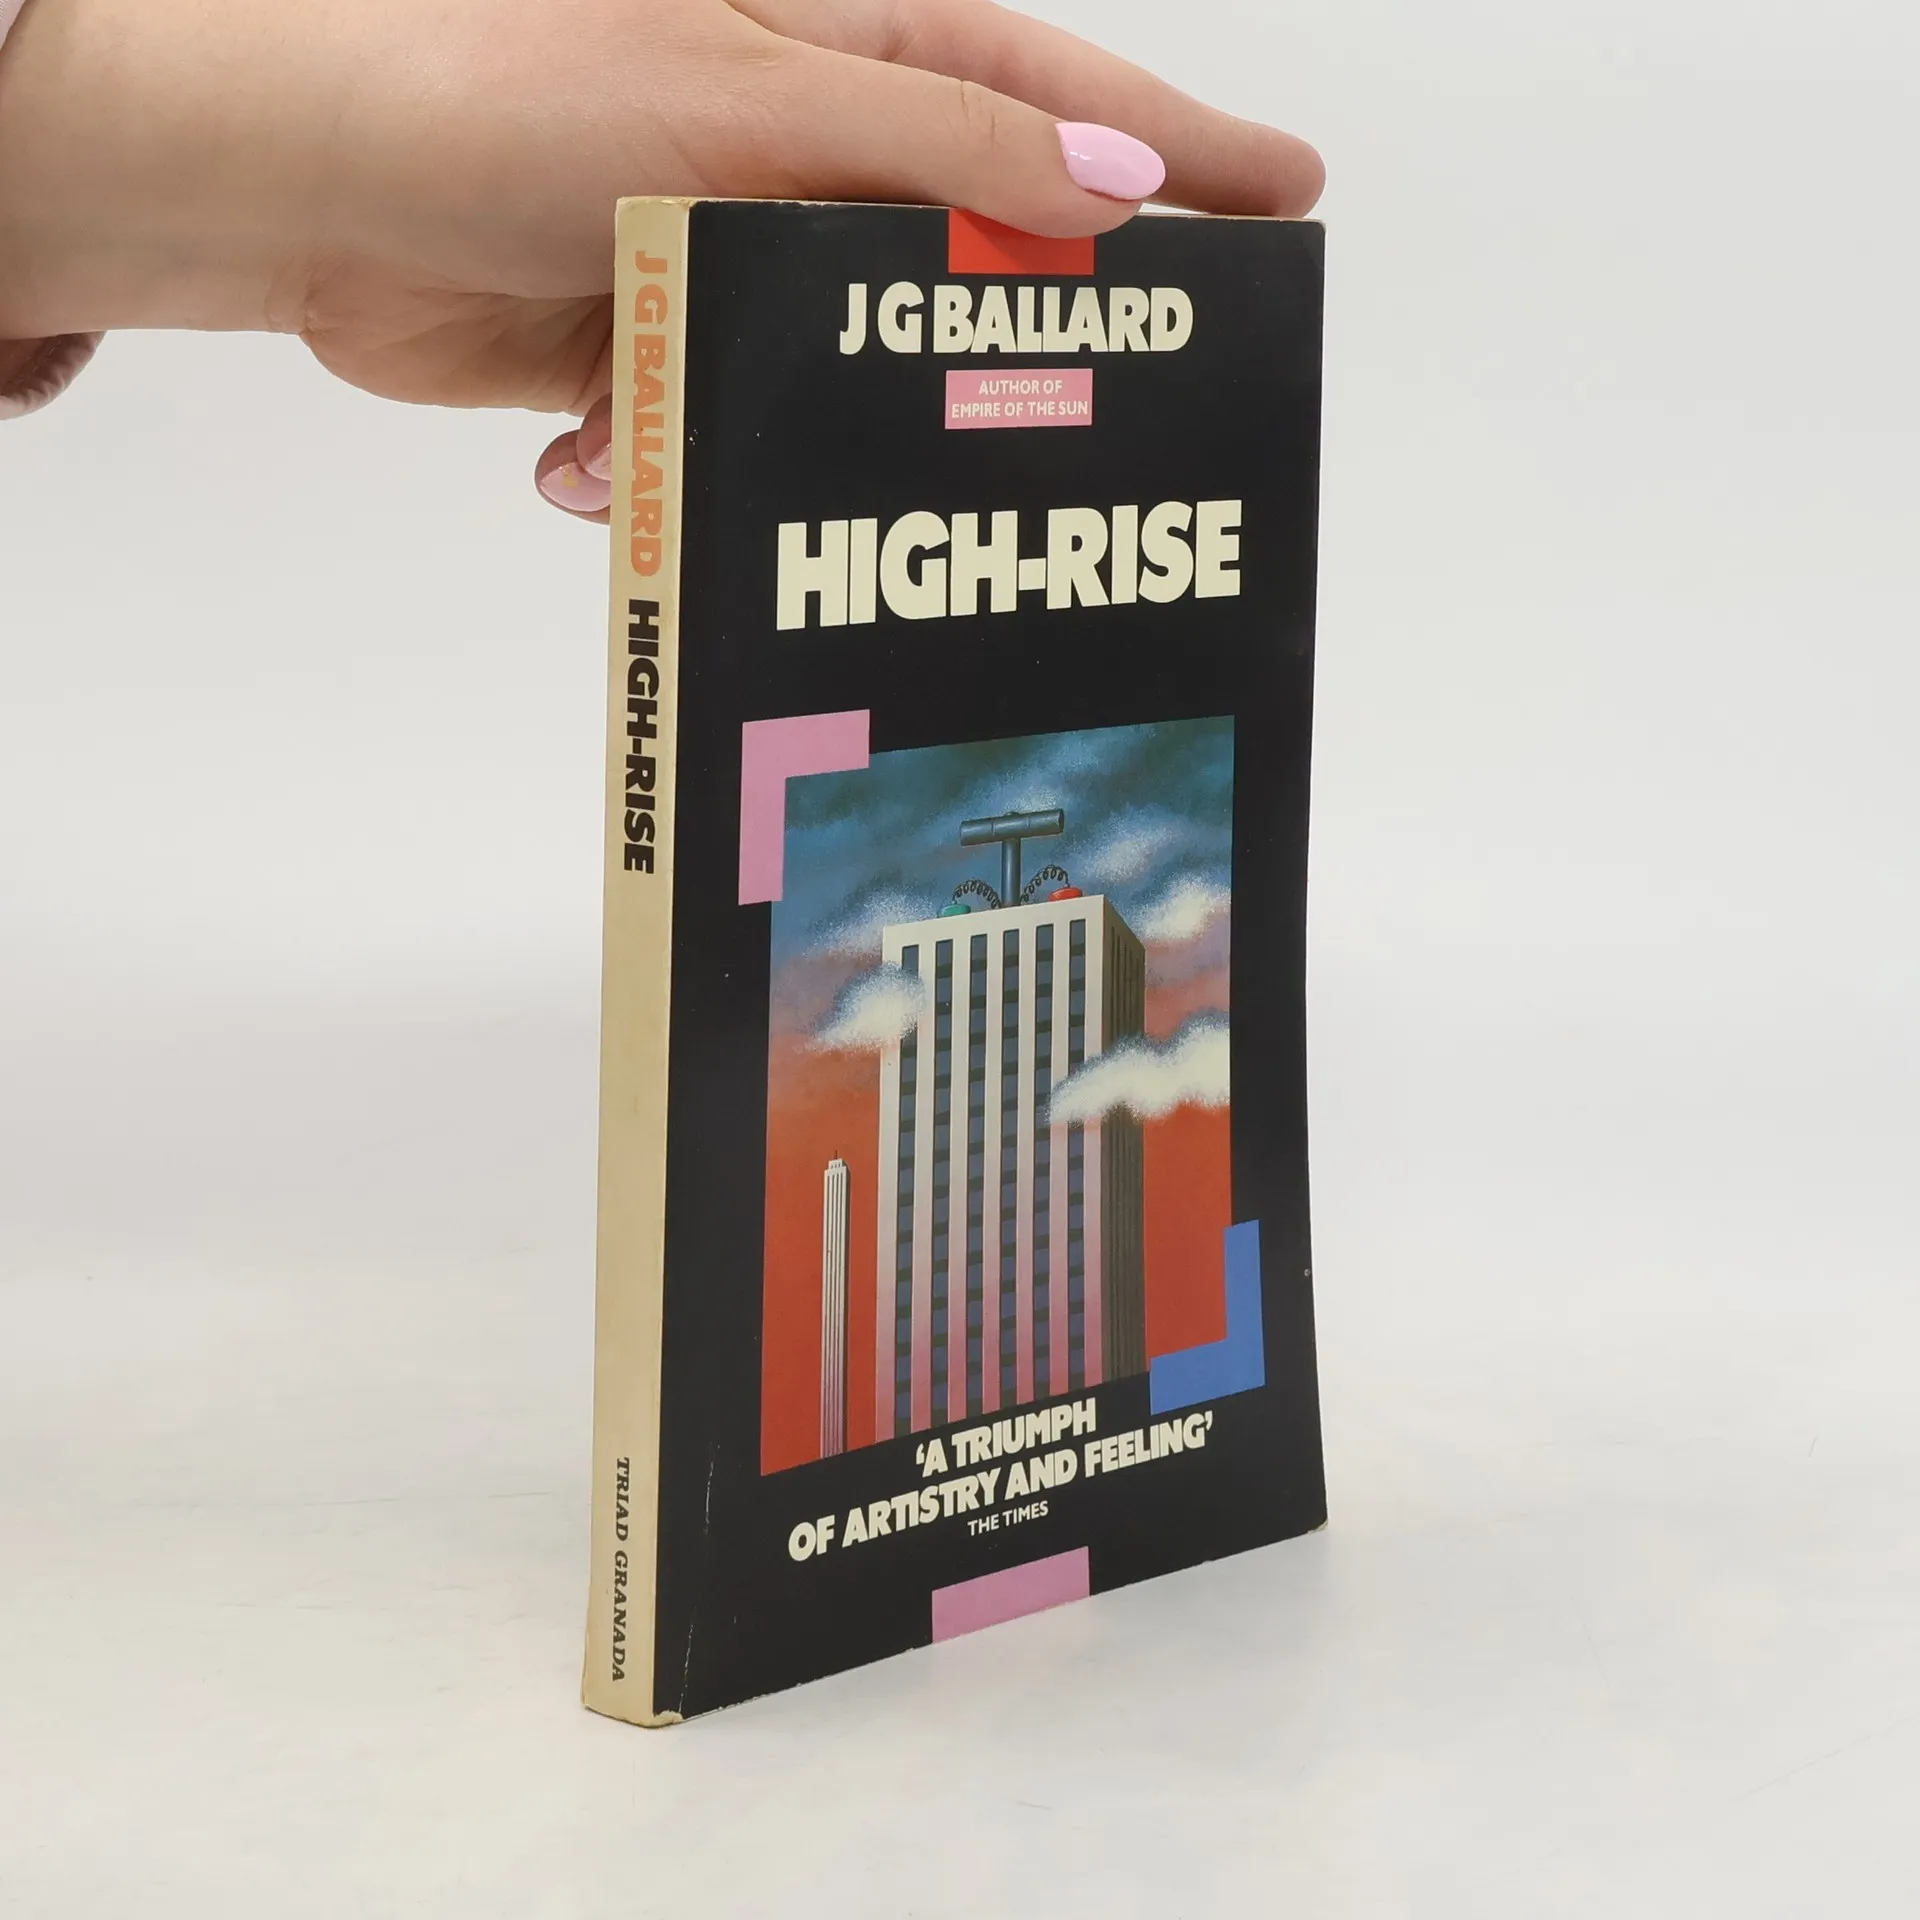 J G BALLARD HIGH-RISE
TRIAD GRANADA
J G BALLARD
AUTHOR OF
EMPIRE OF THE SUN
HIGH-RISE
‘A TRIUMPH
OF ARTISTRY AND FEELING’
THE TIMES